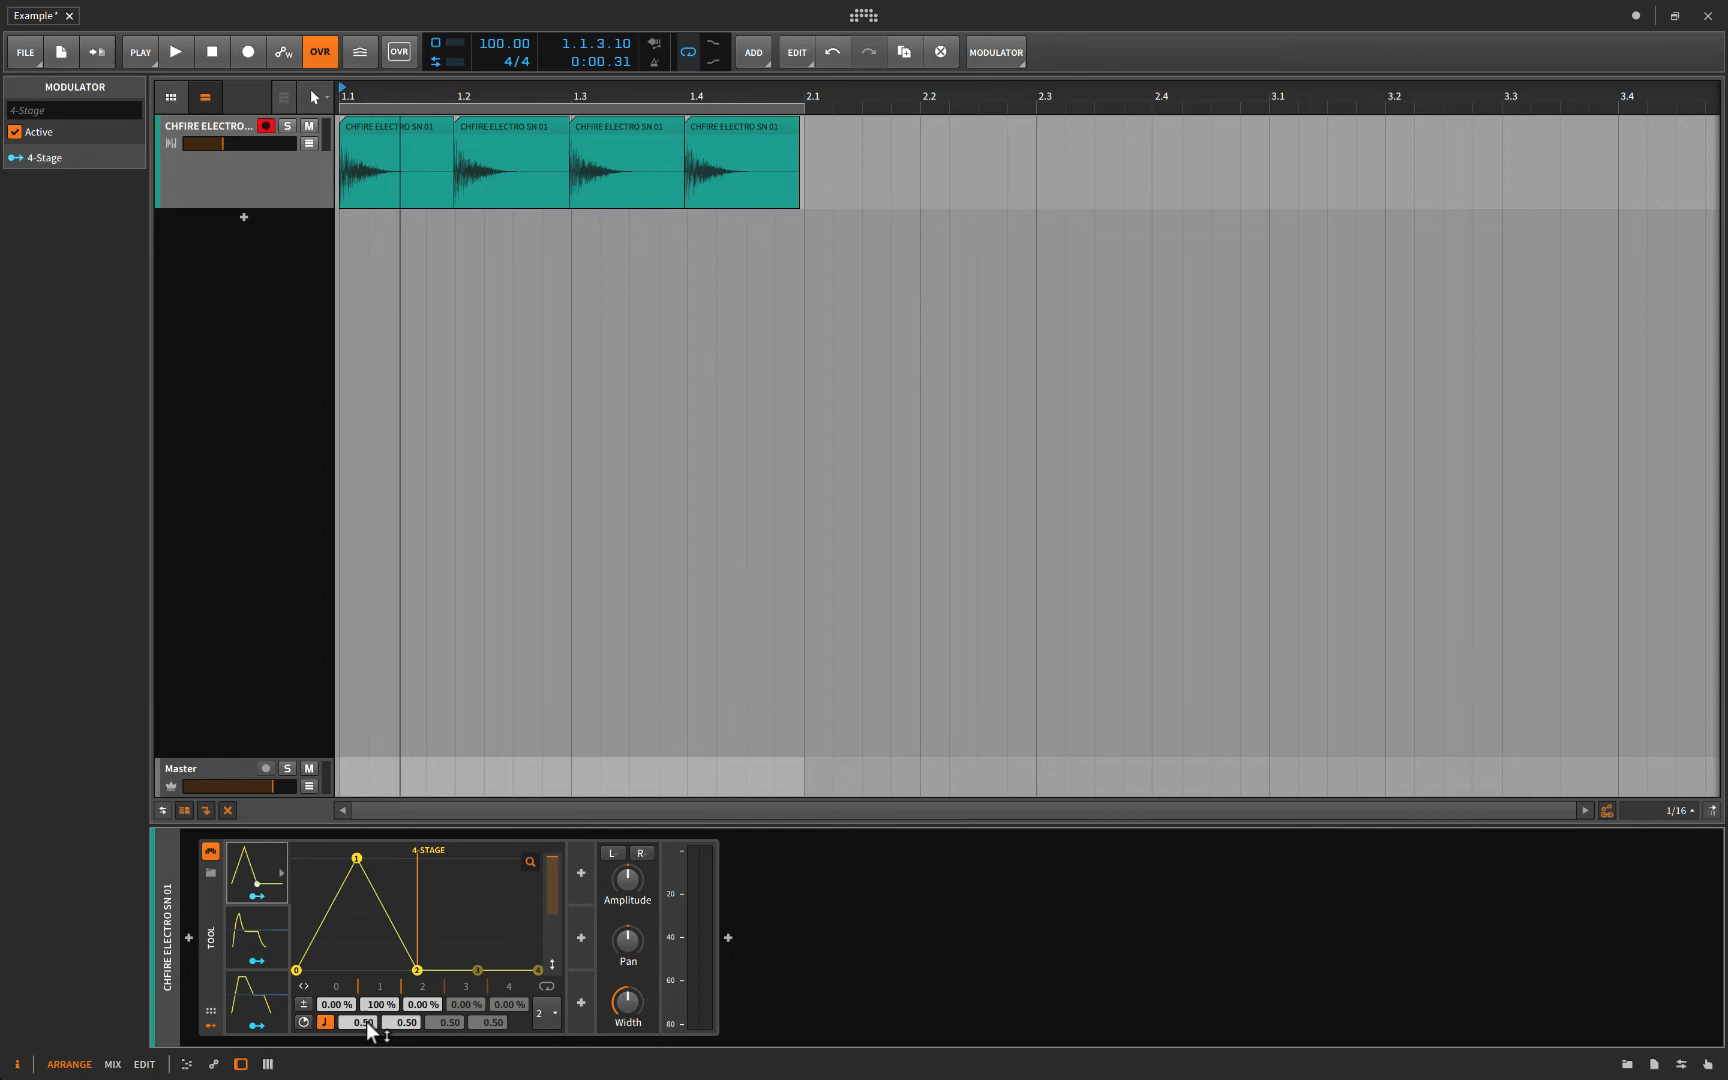 Example*
FILE PLAY OVR OVR 100.00 4/4 1.1.3.10 0:00.31 ADD EDIT MODULATOR
MODULATOR
4-Stage
Active
4-Stage
1.1 1.2 1.3 1.4 2.1 2.2 2.3 2.4 3.1 3.2 3.3 3.4
CHFIRE ELECTRO... S M
CHFIRE ELECTRO SN 01 CHFIRE ELECTRO SN 01 CHFIRE ELECTRO SN 01 CHFIRE ELECTRO SN 01
Master S M
1/16
CHFIRE ELECTRO SN 01
TOOL
4-STAGE
0 1 2 3 4
0 1 2 3 4
0.00 % 100 % 0.00 % 0.00 % 0.00 %
0.50 0.50 0.50 0.50
2
L- R-
Amplitude
Pan
Width
20
40
60
80
i ARRANGE MIX EDIT